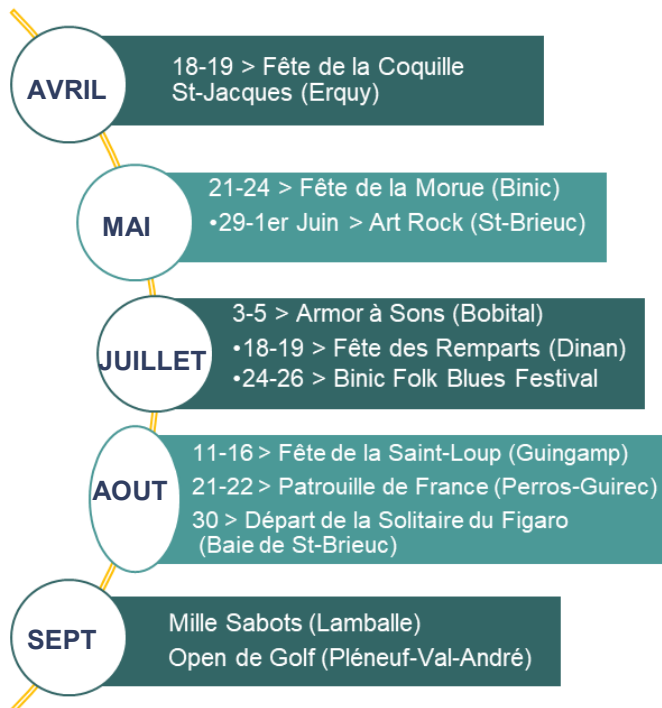 AVRIL
18-19 > Fête de la Coquille
St-Jacques (Erquy)
MAI
21-24 > Fête de la Morue (Binic)
•29-1er Juin > Art Rock (St-Brieuc)
JUILLET
3-5 > Armor à Sons (Bobital)
•18-19 > Fête des Remparts (Dinan)
•24-26 > Binic Folk Blues Festival
AOUT
11-16 > Fête de la Saint-Loup (Guingamp)
21-22 > Patrouille de France (Perros-Guirec)
30 > Départ de la Solitaire du Figaro
(Baie de St-Brieuc)
SEPT
Mille Sabots (Lamballe)
Open de Golf (Pléneuf-Val-André)